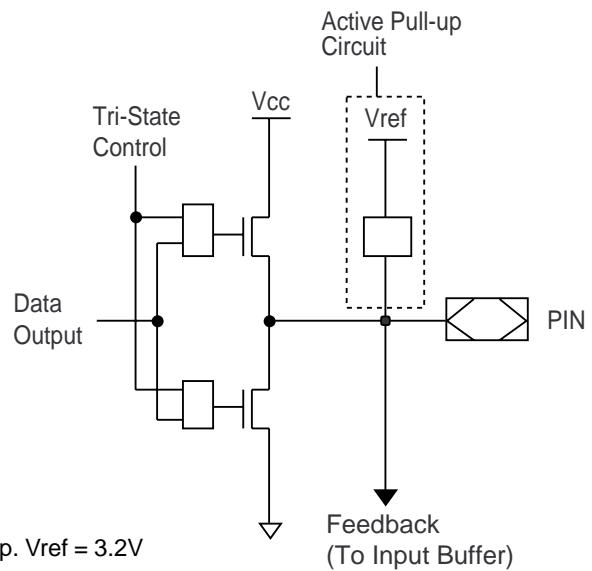 Active Pull-up
Circuit
Tri-State
Control
Vcc
Vref
Data
Output
PIN
Feedback
(To Input Buffer)
p. Vref = 3.2V